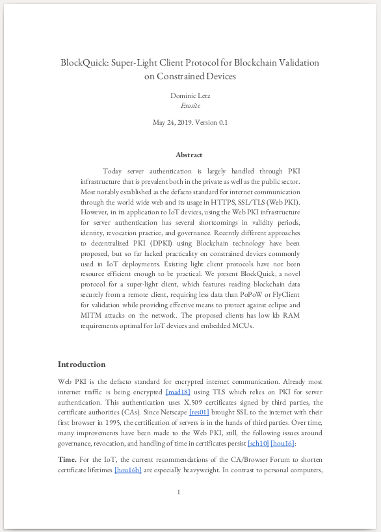 BlockQuick: Super-Light Client Protocol for Blockchain Validation
on Constrained Devices
Dominic Letz
Exosite
May 24, 2019. Version 0.1
Abstract
Today server authentication is largely handled through PKI
infrastructure that is prevalent both in the private as well as the public sector.
Most notably established as the defacto standard for internet communication
through the world wide web and its usage in HTTPS, SSL/TLS (Web PKI).
However, in its application to IoT devices, using the Web PKI infrastructure
for server authentication has several shortcomings in validity periods,
identity, revocation practice, and governance. Recently different approaches
to decentralized PKI (DPKI) using Blockchain technology have been
proposed, but so far lacked practicality on constrained devices commonly
used in IoT deployments. Existing light client protocols have not been
resource efficient enough to be practical. We present BlockQuick, a novel
protocol for a super-light client, which features reading blockchain data
securely from a remote client, requiring less data than PoPoW or FlyClient
for validation while providing effective means to protect against eclipse and
MITM attacks on the network. The proposed clients has low kb RAM
requirements optimal for IoT devices and embedded MCUs.
Introduction
Web PKI is the defacto standard for encrypted internet communication. Already most
internet traffic is being encrypted [mad18] using TLS which relies on PKI for server
authentication. This authentication uses X.509 certificates signed by third parties, the
certificate authorities (CAs). Since Netscape [res01] brought SSL to the internet with their
first browser in 1995, the certification of servers is in the hands of third parties. Over time,
many improvements have been made to the Web PKI, still, the following issues around
governance, revocation, and handling of time in certificates persist [sch10] [hou16]:
Time. For the IoT, the current recommendations of the CA/Browser Forum to shorten
certificate lifetimes [hou16b] are especially heavyweight. In contrast to personal computers,
1